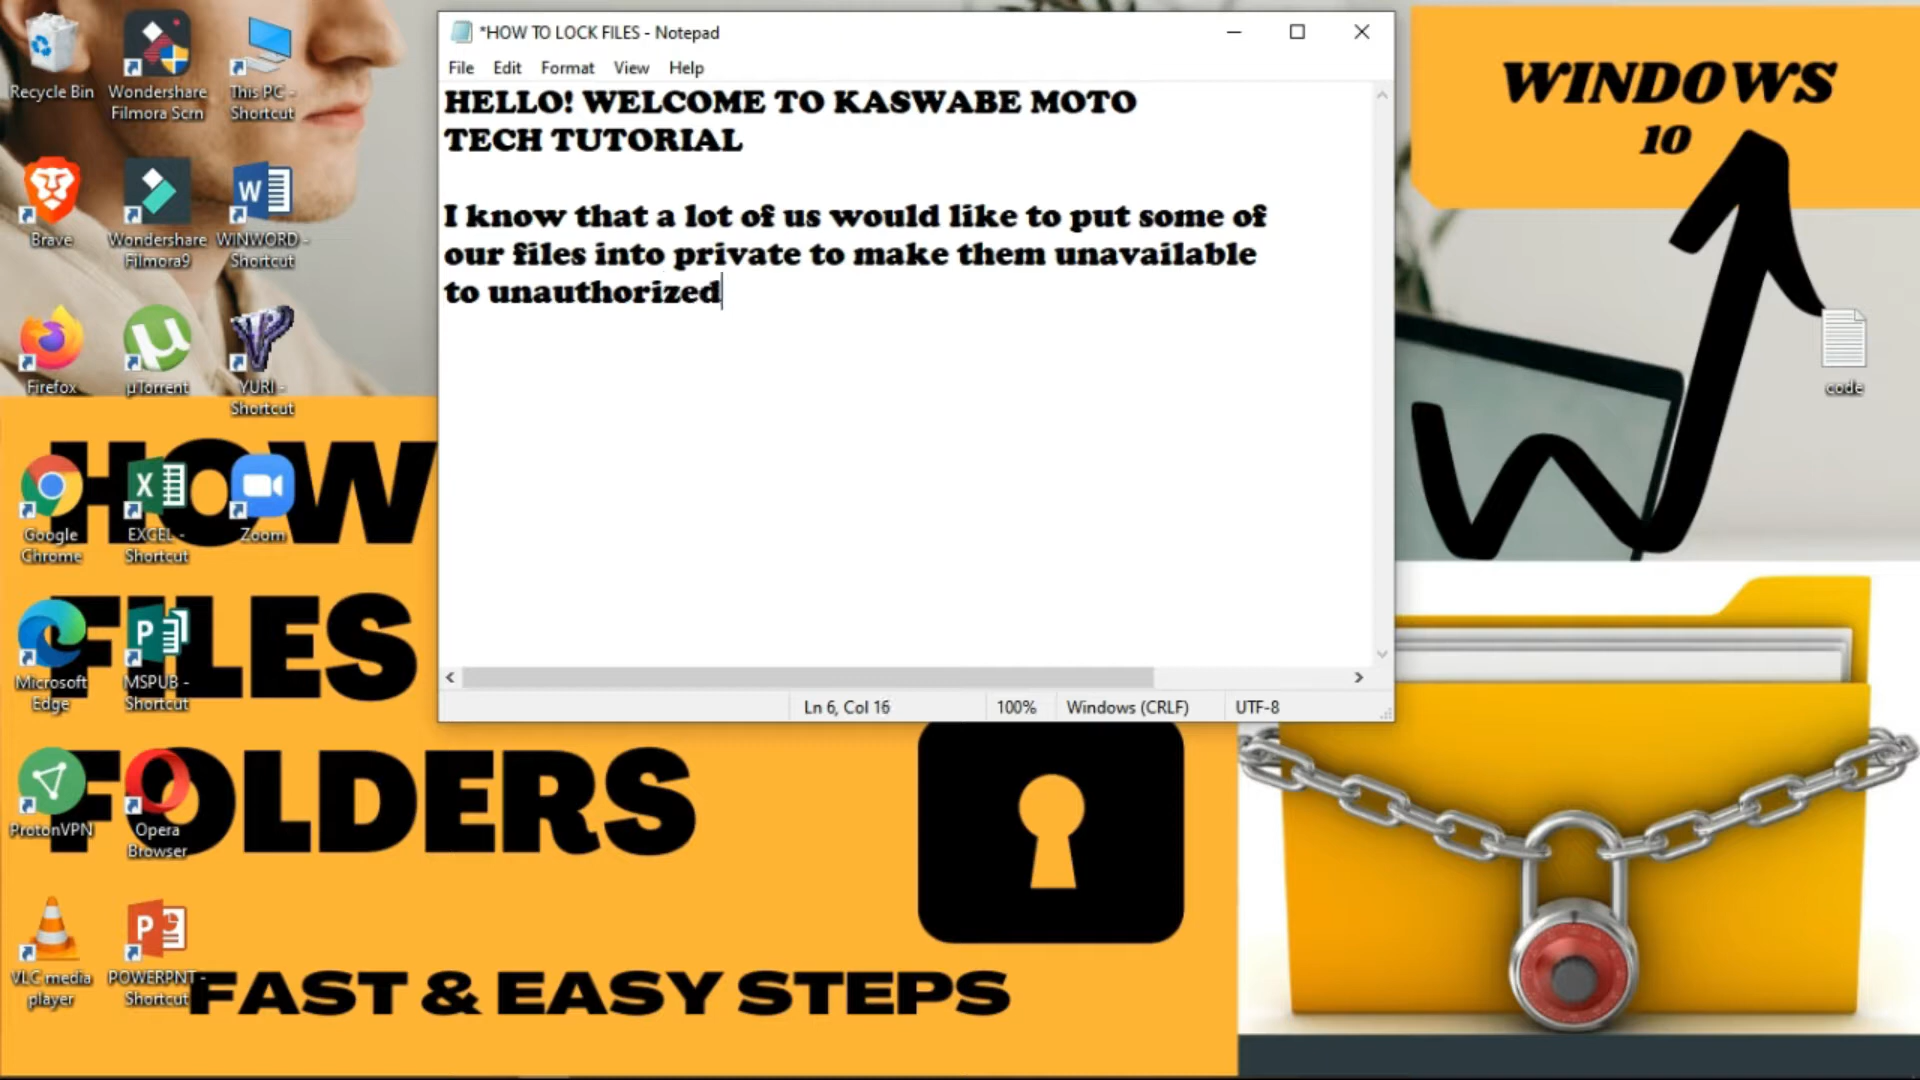 *HOW TO LOCK FILES - Notepad
File Edit Format View Help
HELLO! WELCOME TO KASWABE MOTO
TECH TUTORIAL
I know that a lot of us would like to put some of
our files into private to make them unavailable
to unauthorized
Ln 6, Col 16
100%
Windows (CRLF)
UTF-8
Recycle Bin
Wondershare
Filmora Scrn
This PC -
Shortcut
Brave
Wondershare
Filmora9
WINWORD -
Shortcut
Firefox
µTorrent
YURI -
Shortcut
Google
Chrome
EXCEL -
Shortcut
Zoom
Microsoft
Edge
MSPUB -
Shortcut
ProtonVPN
Opera
Browser
VLC media
player
POWERPNT -
Shortcut
code
WINDOWS
10
HOW
FILES
FOLDERS
FAST & EASY STEPS